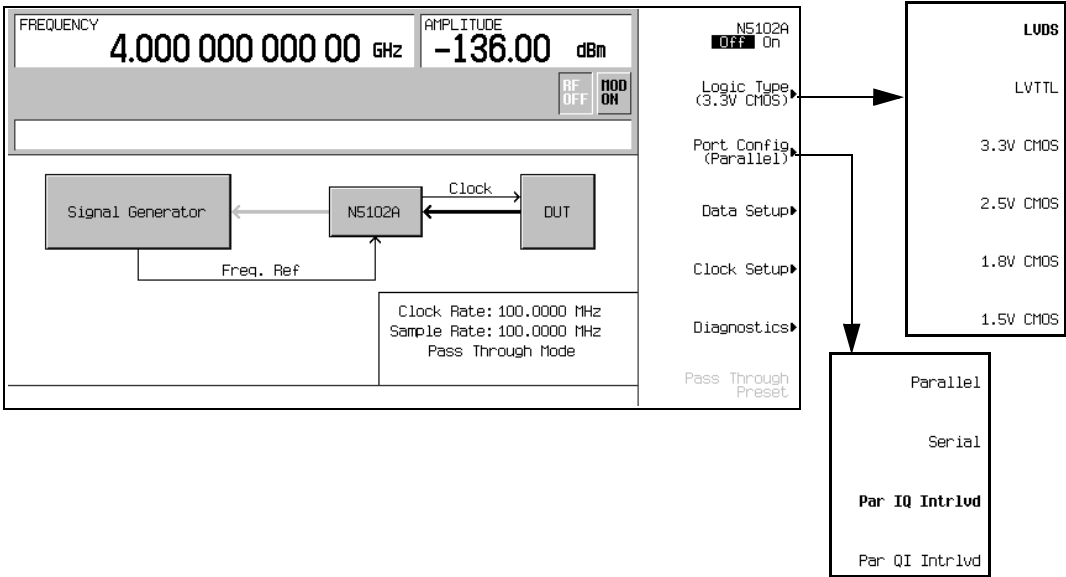 FREQUENCY
4.000 000 000 00 GHz
AMPLITUDE
-136.00 dBm
RF
OFF
MOD
ON
Signal Generator
N5102A
Clock
DUT
Freq. Ref
Clock Rate: 100.0000 MHz
Sample Rate: 100.0000 MHz
Pass Through Mode
N5102A
Off On
Logic Type
(3.3V CMOS)
Port Config
(Parallel)
Data Setup
Clock Setup
Diagnostics
Pass Through
Preset
LVDS
LVTTL
3.3V CMOS
2.5V CMOS
1.8V CMOS
1.5V CMOS
Parallel
Serial
Par IQ Intrlvd
Par QI Intrlvd